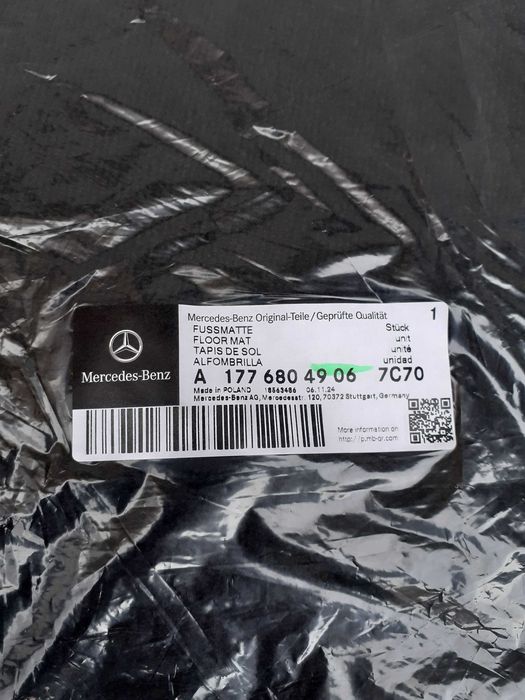 Mercedes-Benz Original-Teile/Geprüfte Qualität 1
FUSSMATTE Stück
FLOOR MAT unit
TAPIS DE SOL unité
ALFOMBRILLA unidad
Mercedes-Benz
A 177 680 49 06 7C70
Made in POLAND 18563486 06.11.24
Mercedes-Benz AG, Mercedesstr. 120, 70372 Stuttgart, Germany
More information on
http://p.mb-qr.com